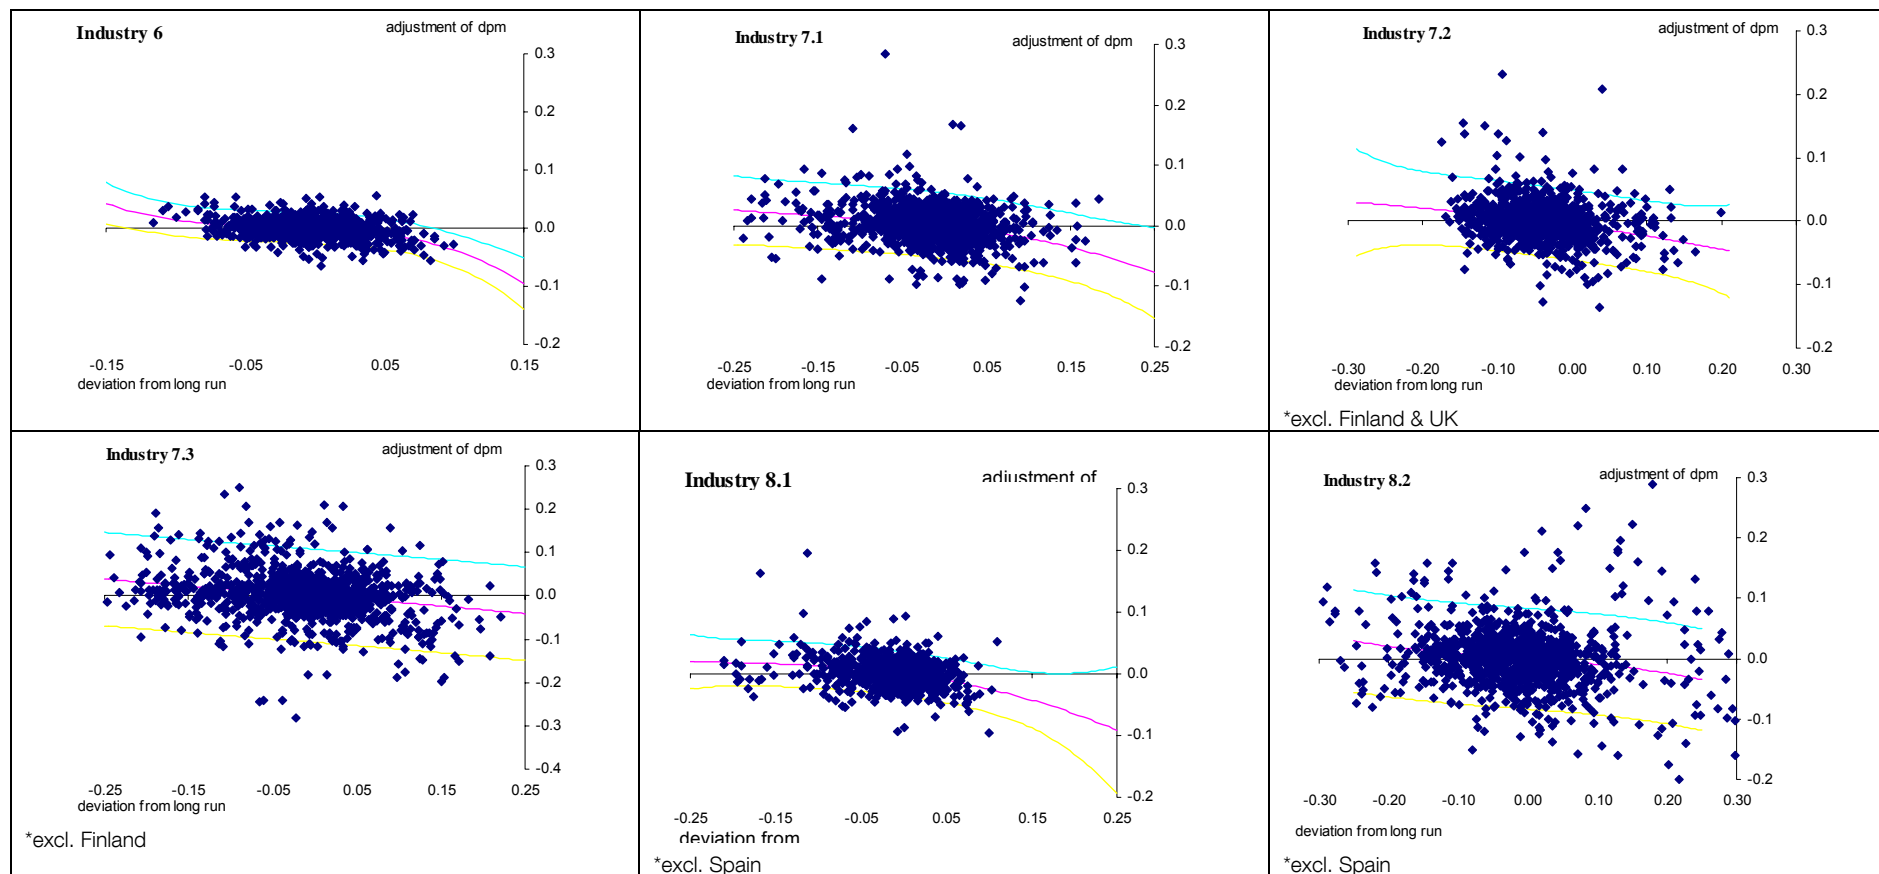 Industry 6
adjustment of dpm
0.3
0.2
0.1
0.0
-0.1
-0.2
-0.15 -0.05 0.05 0.15
deviation from long run
Industry 7.1
adjustment of dpm
0.3
0.2
0.1
0.0
-0.1
-0.2
-0.25 -0.15 -0.05 0.05 0.15 0.25
deviation from long run
Industry 7.2
adjustment of dpm
0.3
0.2
0.1
0.0
-0.1
-0.2
-0.30 -0.20 -0.10 0.00 0.10 0.20 0.30
deviation from long run
*excl. Finland & UK
Industry 7.3
adjustment of dpm
0.3
0.2
0.1
0.0
-0.1
-0.2
-0.3
-0.4
-0.25 -0.15 -0.05 0.05 0.15 0.25
deviation from long run
*excl. Finland
Industry 8.1
adjustment of
0.3
0.2
0.1
0.0
-0.1
-0.2
-0.25 -0.15 -0.05 0.05 0.15 0.25
deviation from
*excl. Spain
Industry 8.2
adjustment of dpm
0.3
0.2
0.1
0.0
-0.1
-0.2
-0.30 -0.20 -0.10 0.00 0.10 0.20 0.30
deviation from long run
*excl. Spain